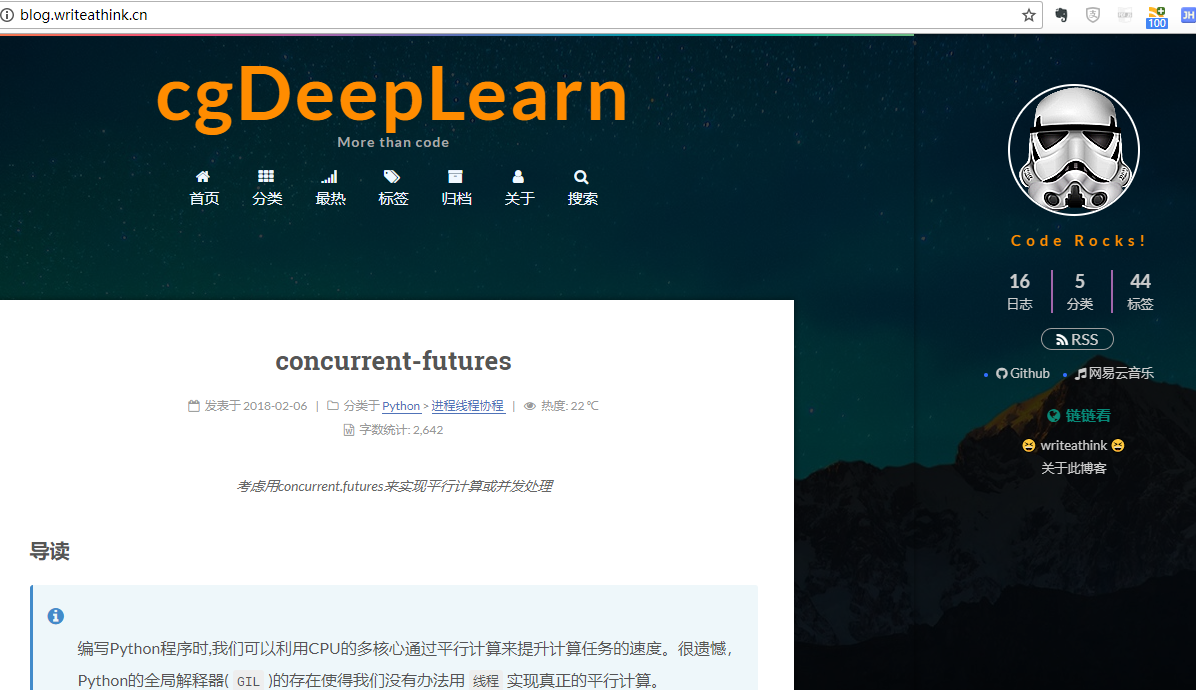 blog.writeathink.cn
100
JH
cgDeepLearn
More than code
首页 分类 最热 标签 归档 关于 搜索
Code Rocks!
16 5 44
日志 分类 标签
RSS
Github 网易云音乐
链链看
writeathink
关于此博客
concurrent-futures
发表于 2018-02-06 | 分类于 Python > 进程线程协程 | 热度: 22 ℃
字数统计: 2,642
考虑用concurrent.futures来实现平行计算或并发处理
导读
编写Python程序时,我们可以利用CPU的多核心通过平行计算来提升计算任务的速度。很遗憾，
Python的全局解释器( GIL )的存在使得我们没有办法用 线程 实现真正的平行计算。